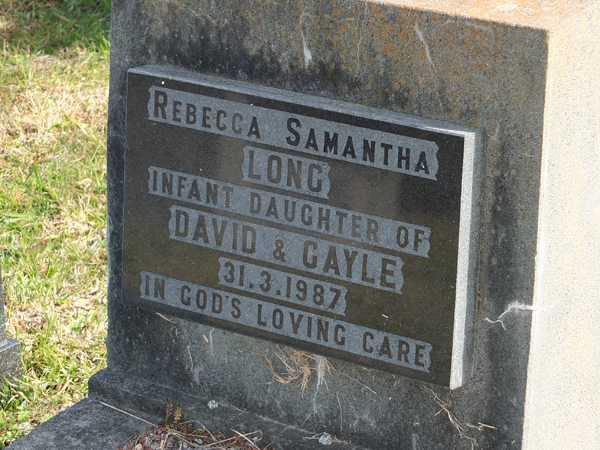 REBECCA SAMANTHA
LONG
INFANT DAUGHTER OF
DAVID & GAYLE
31.3.1987
IN GOD'S LOVING CARE